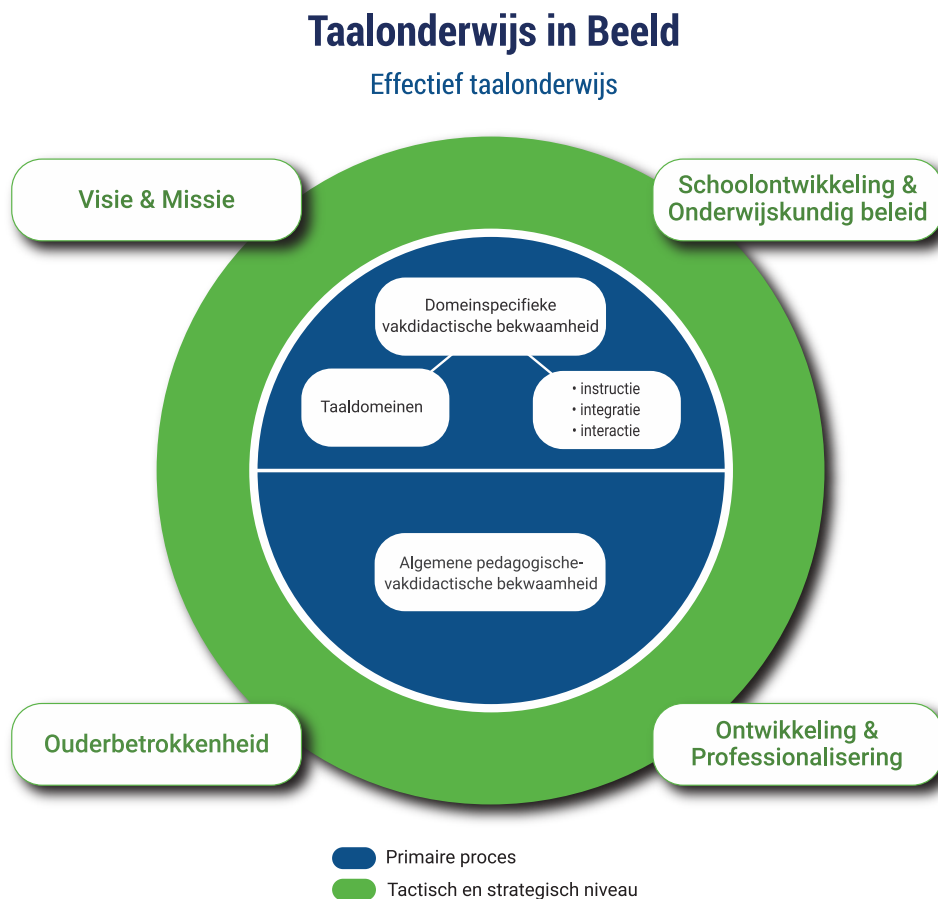 Taalonderwijs in Beeld
Effectief taalonderwijs
Visie & Missie
Schoolontwikkeling &
Onderwijskundig beleid
Domeinspecifieke
vakdidactische bekwaamheid
Taaldomeinen
• instructie
• integratie
• interactie
Algemene pedagogische-
vakdidactische bekwaamheid
Ouderbetrokkenheid
Ontwikkeling &
Professionalisering
Primaire proces
Tactisch en strategisch niveau